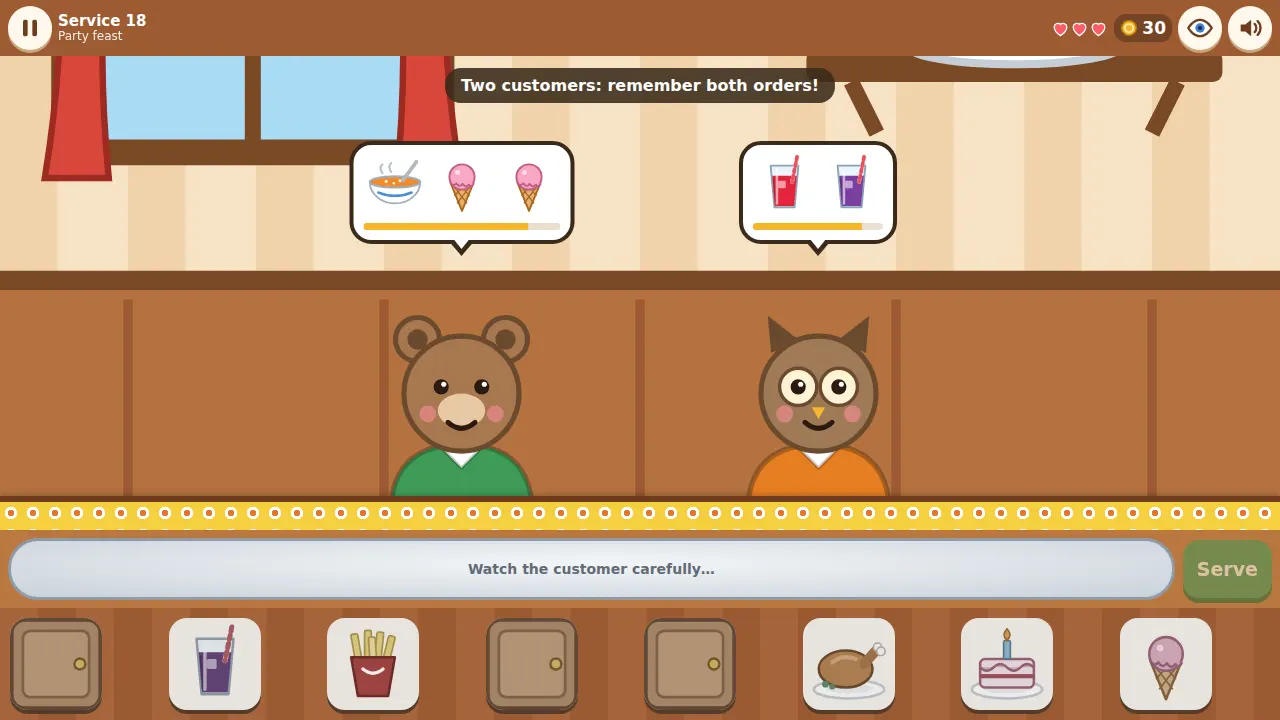 Service 18
Party feast
30
Two customers: remember both orders!
Watch the customer carefully…
Serve